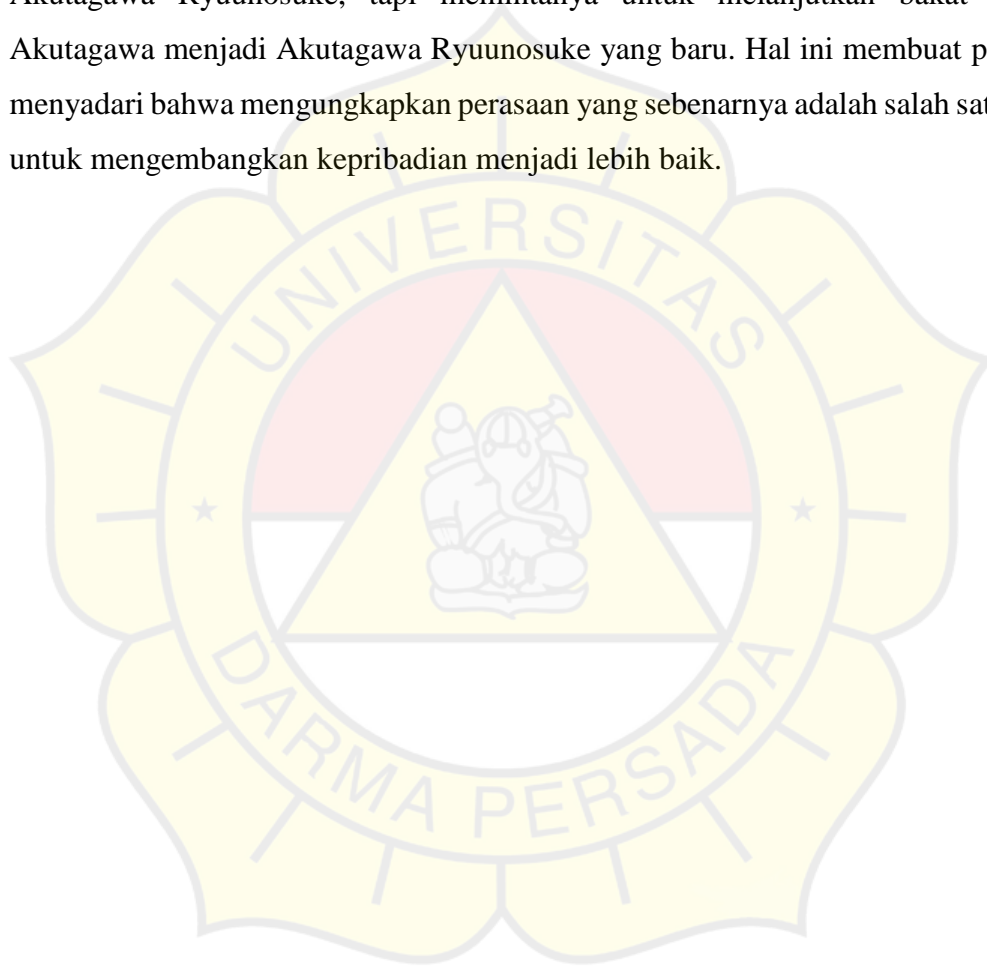 Akutagawa Ryuunosuke, tapi memintanya untuk melanjutkan bakat
Akutagawa menjadi Akutagawa Ryuunosuke yang baru. Hal ini membuat
menyadari bahwa mengungkapkan perasaan yang sebenarnya adalah salah
untuk mengembangkan kepribadian menjadi lebih baik.
UNIVERSITAS
DARMA PERSADA